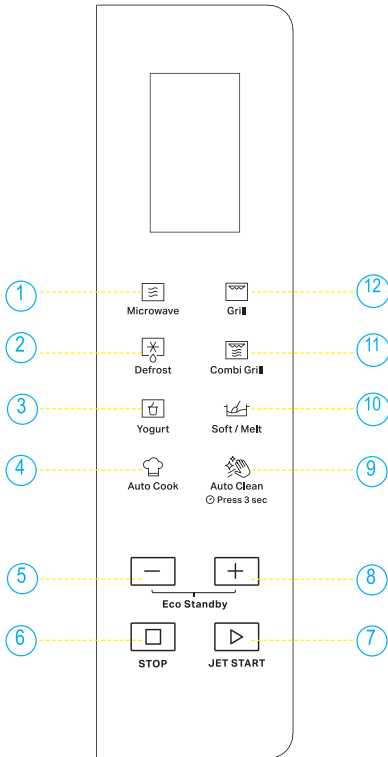 1 Microwave
Grill 12
2 Defrost
Combi Grill 11
3 Yogurt
Soft / Melt 10
4 Auto Cook
Auto Clean 9
Press 3 sec
5 − + 8
Eco Standby
6 STOP
JET START 7